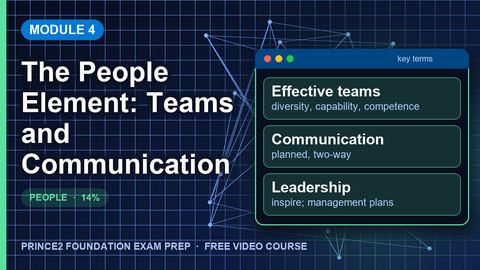 MODULE 4
The People
Element: Teams
and
Communication
PEOPLE · 14%
key terms
Effective teams
diversity, capability, competence
Communication
planned, two-way
Leadership
inspire; management plans
PRINCE2 FOUNDATION EXAM PREP · FREE VIDEO COURSE